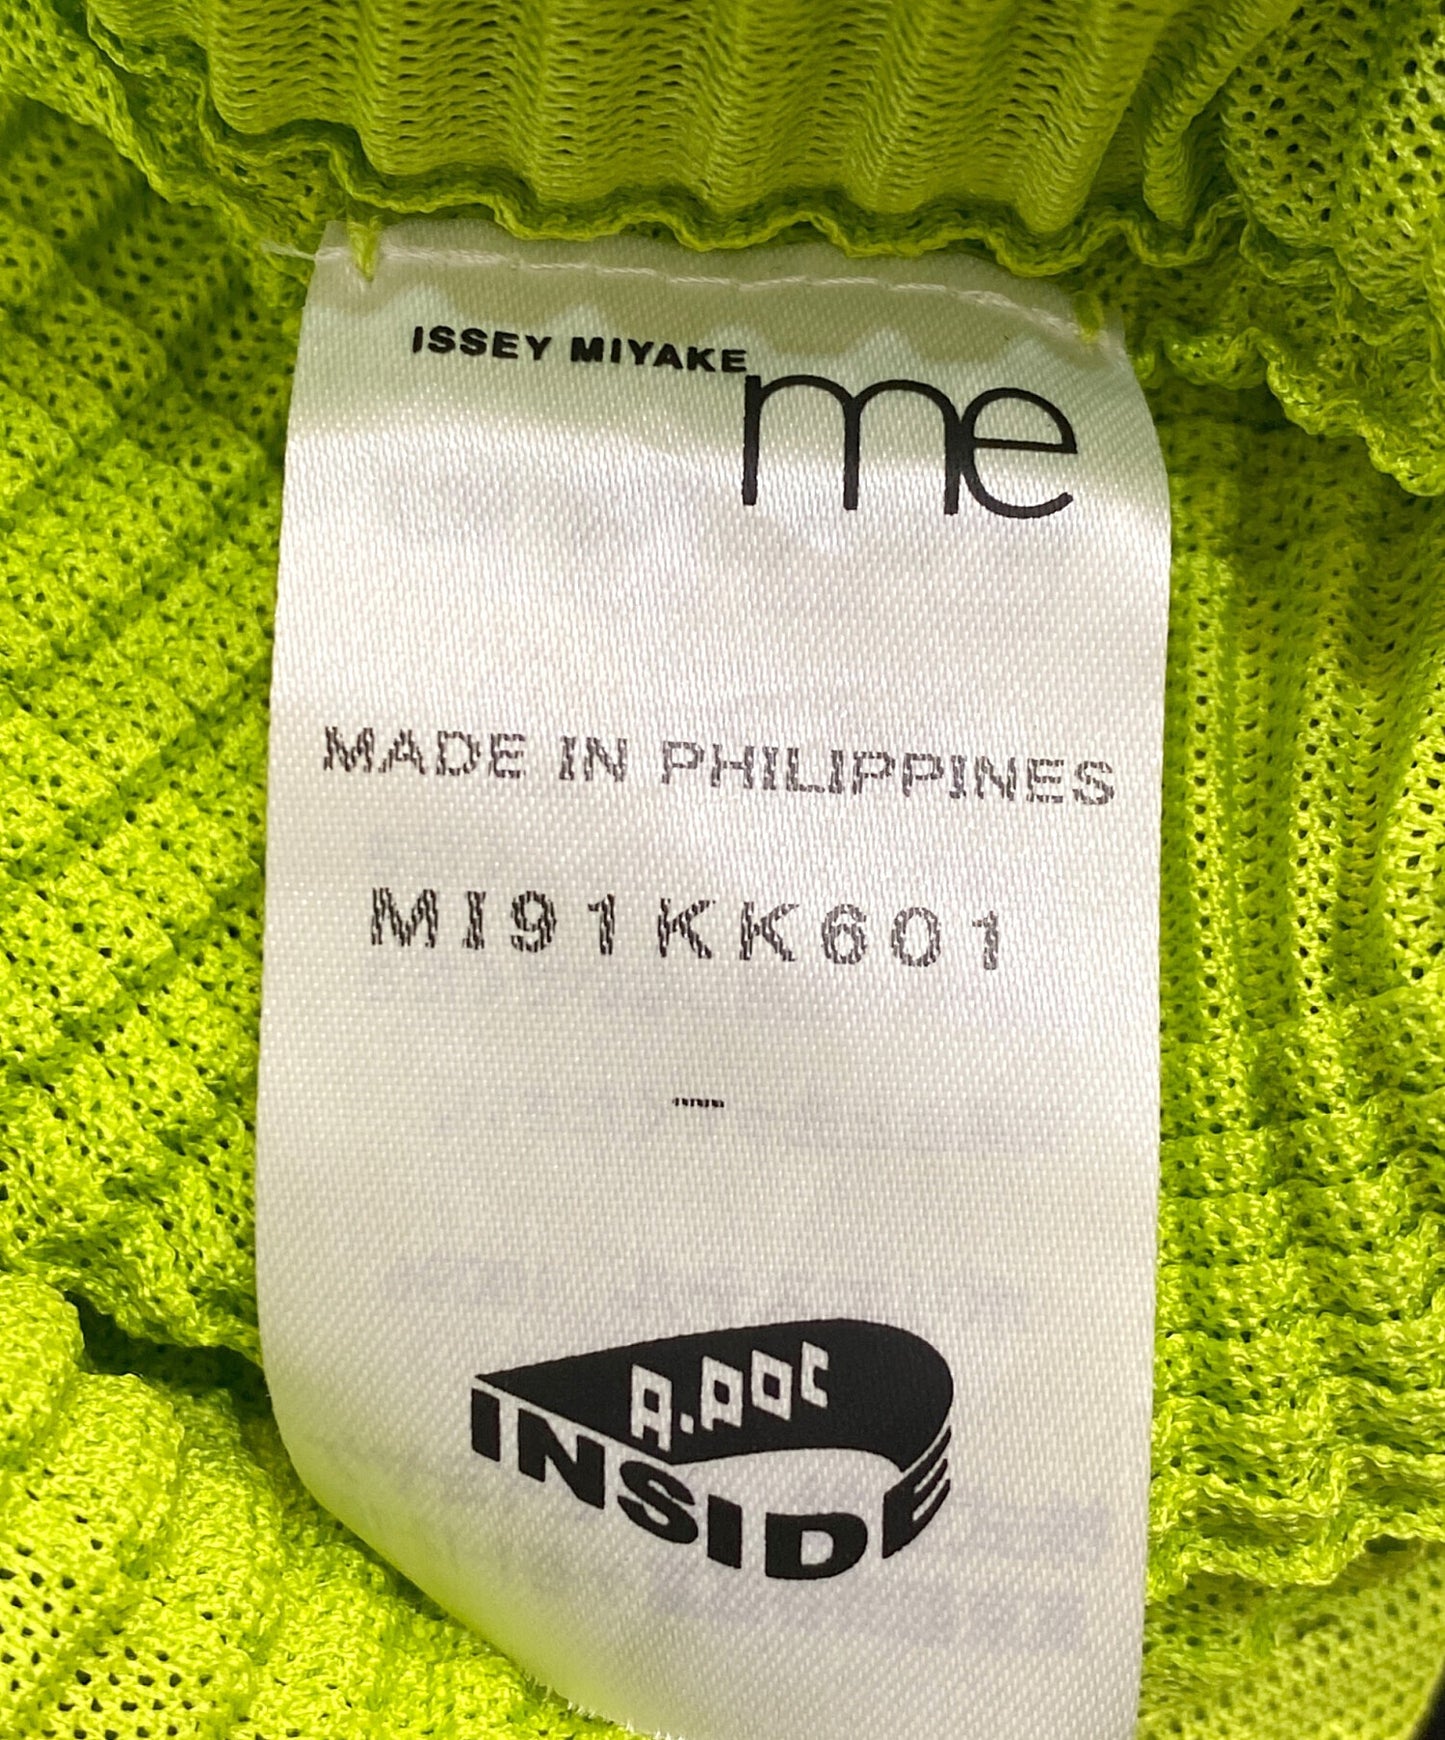 ISSEY MIYAKE
me
MADE IN PHILIPPINES
MI91KK601
-
A.POC
INSIDE